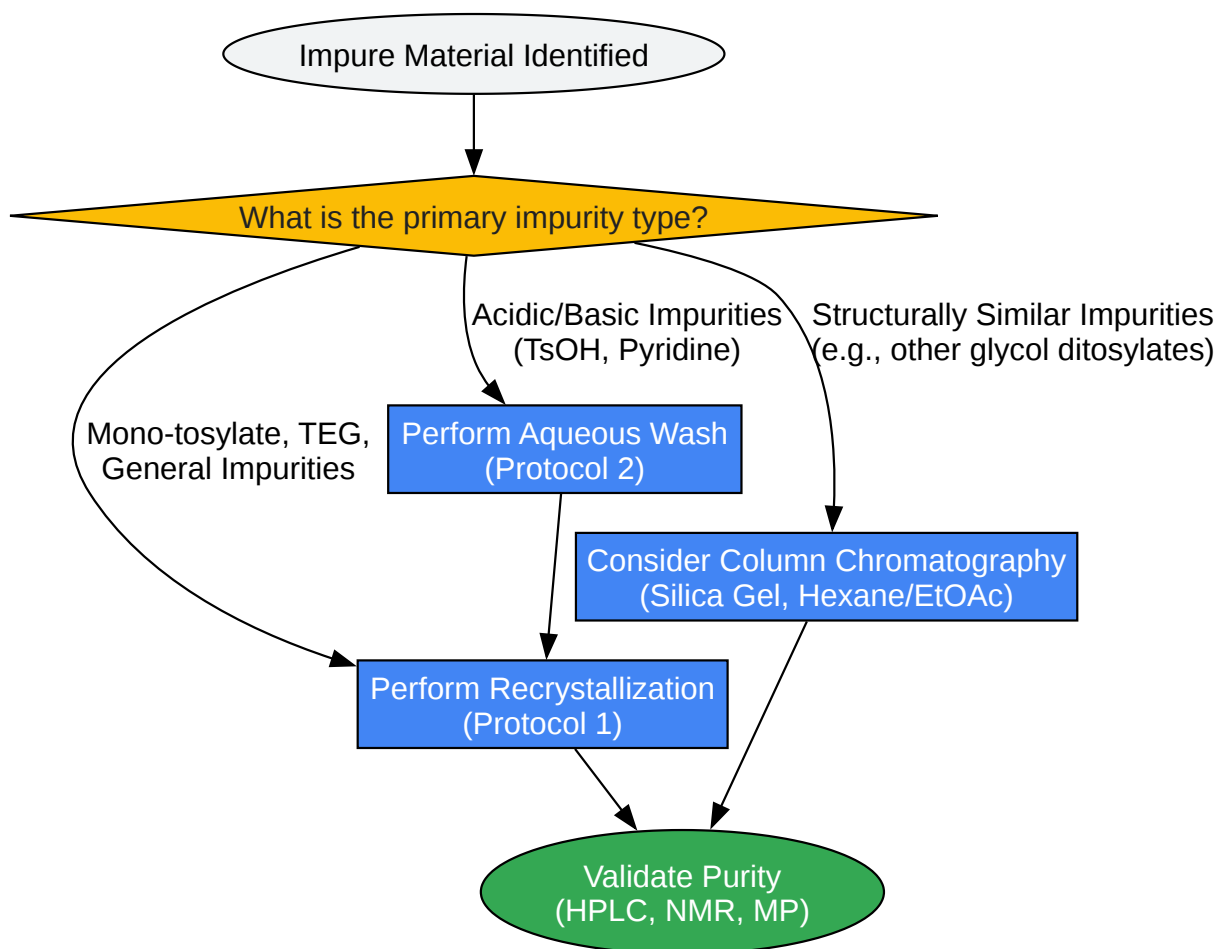 Impure Material Identified
What is the primary impurity type?
Acidic/Basic Impurities
(TsOH, Pyridine)
Structurally Similar Impurities
(e.g., other glycol ditosylates)
Mono-tosylate, TEG,
General Impurities
Perform Aqueous Wash
(Protocol 2)
Consider Column Chromatography
(Silica Gel, Hexane/EtOAc)
Perform Recrystallization
(Protocol 1)
Validate Purity
(HPLC, NMR, MP)